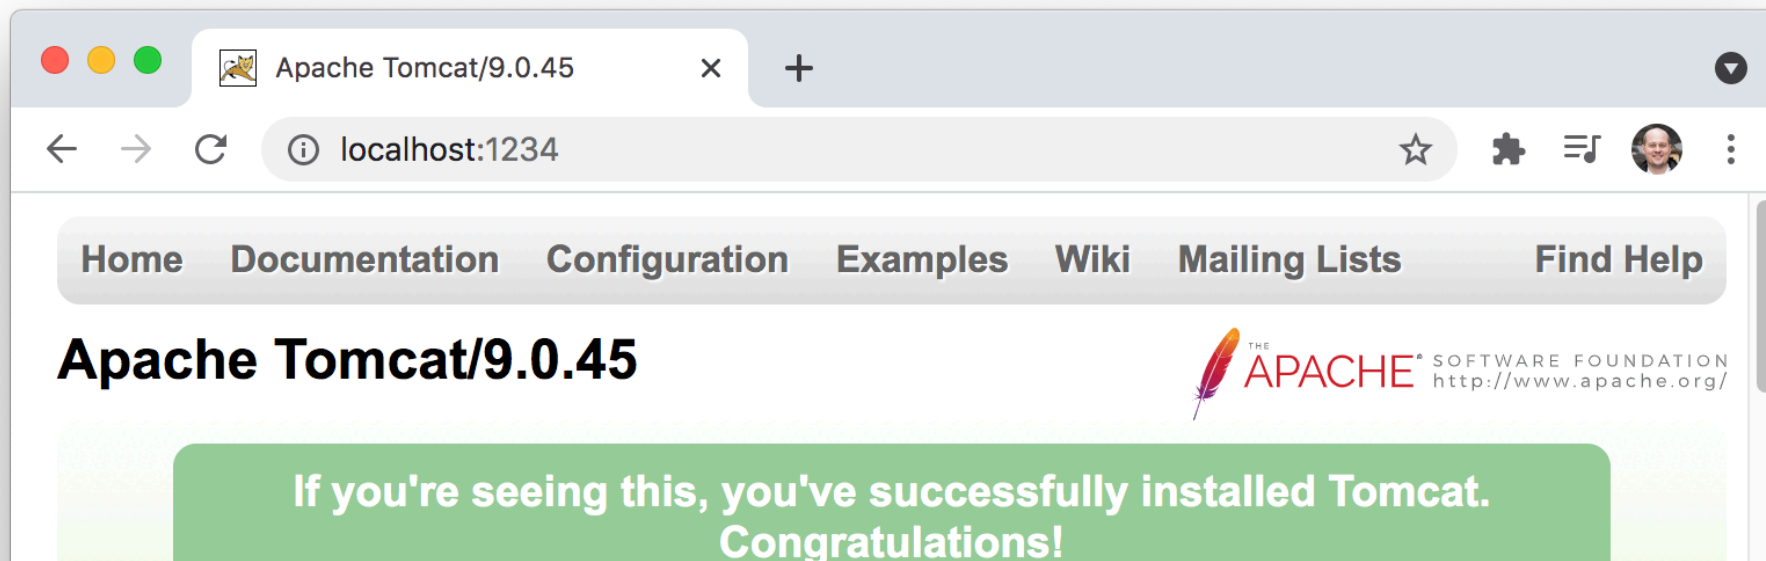 Apache Tomcat/9.0.45
localhost:1234
Home Documentation Configuration Examples Wiki Mailing Lists Find Help
Apache Tomcat/9.0.45
THE
APACHE® SOFTWARE FOUNDATION
http://www.apache.org/
If you're seeing this, you've successfully installed Tomcat.
Congratulations!